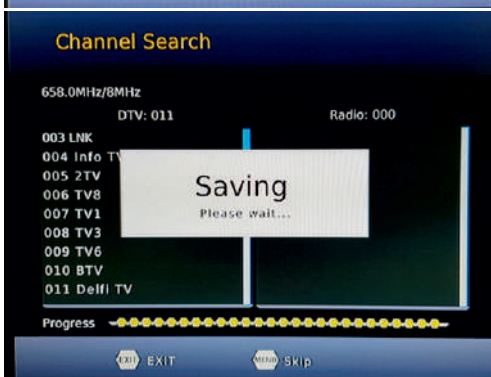 Channel Search
658.0MHz/8MHz
DTV: 011 Radio: 000
003 LNK
004 Info TV
005 2TV
006 TV8
007 TV1
008 TV3
009 TV6
010 BTV
011 Delfi TV
Saving
Please wait...
Progress
EXIT EXIT MENU Skip